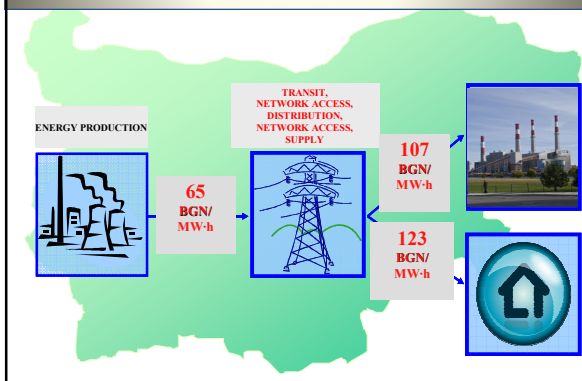 TRANSIT,
NETWORK ACCESS,
DISTRIBUTION,
NETWORK ACCESS,
SUPPLY
ENERGY PRODUCTION
65
BGN/
MW·h
107
BGN/
MW·h
123
BGN/
MW·h